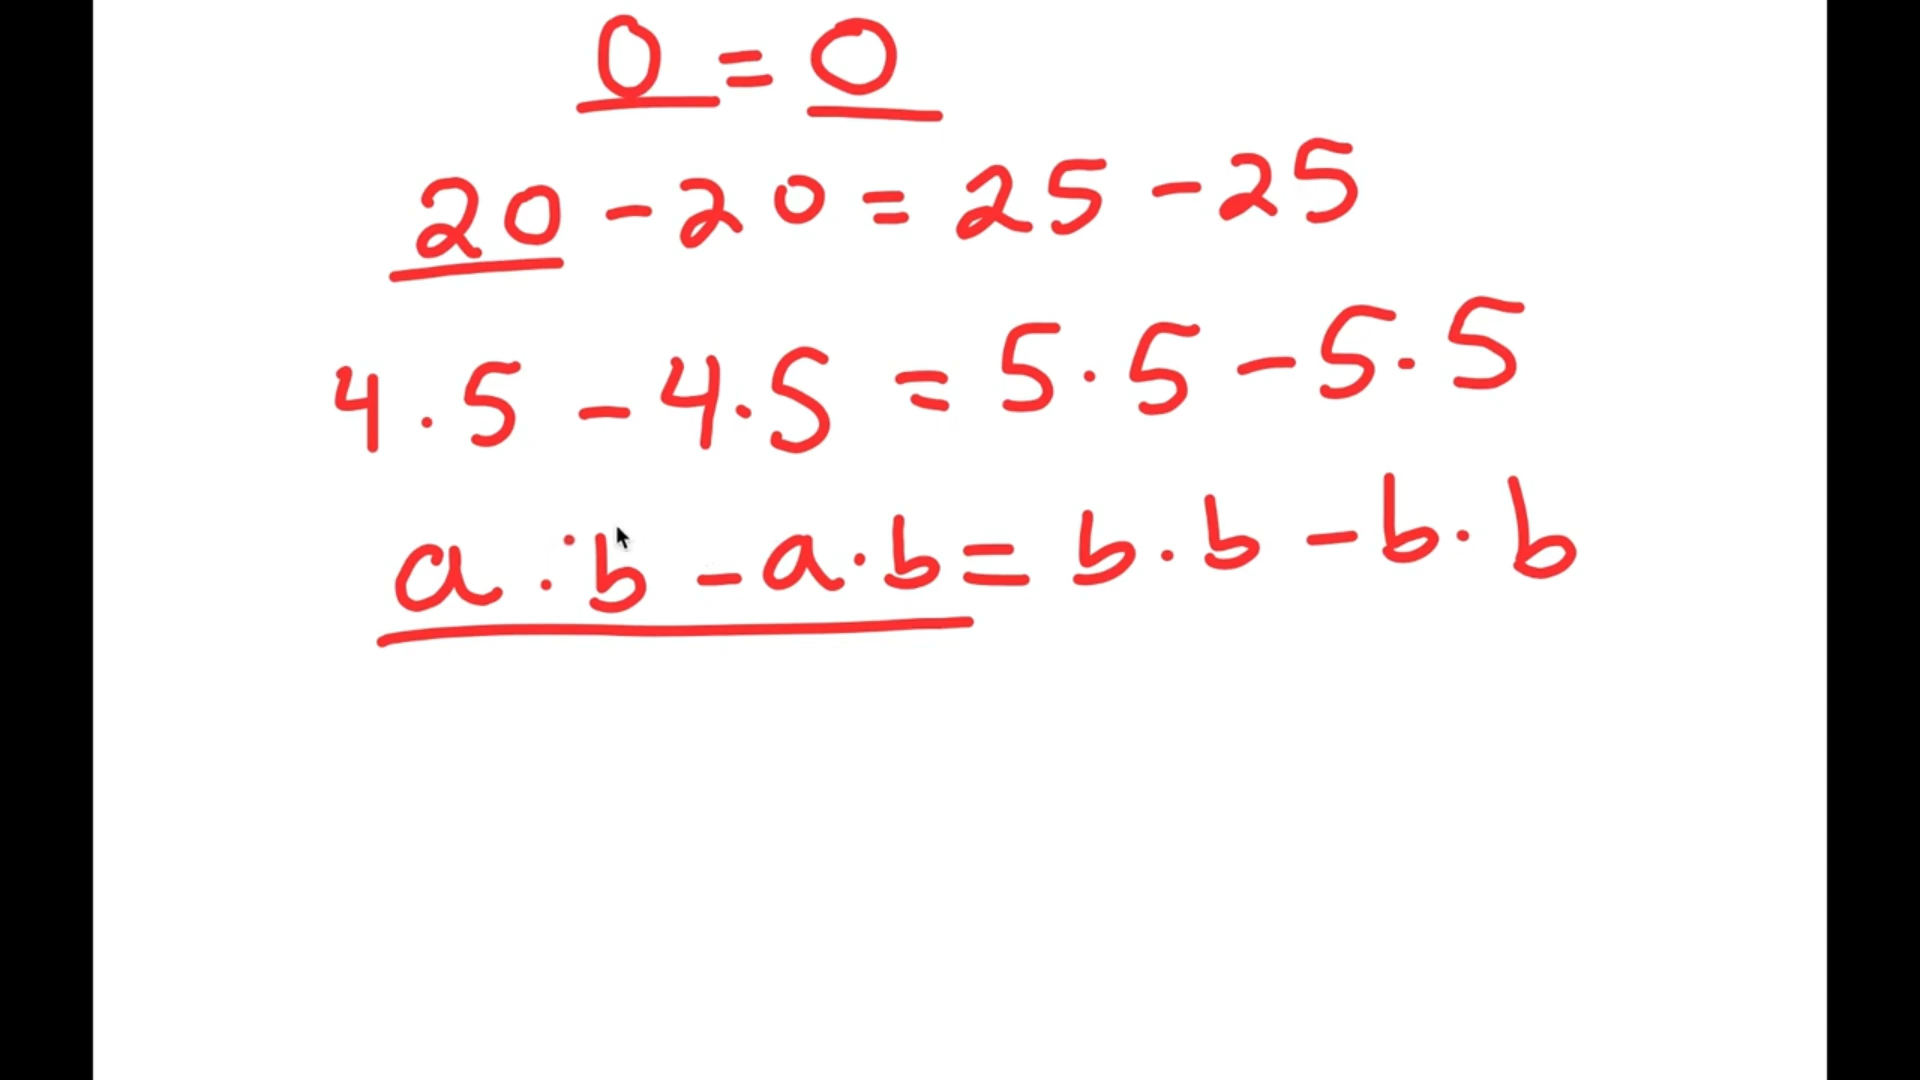 0 = 0
20 - 20 = 25 - 25
4 · 5 - 4 · 5 = 5 · 5 - 5 · 5
a · b - a · b = b · b - b · b